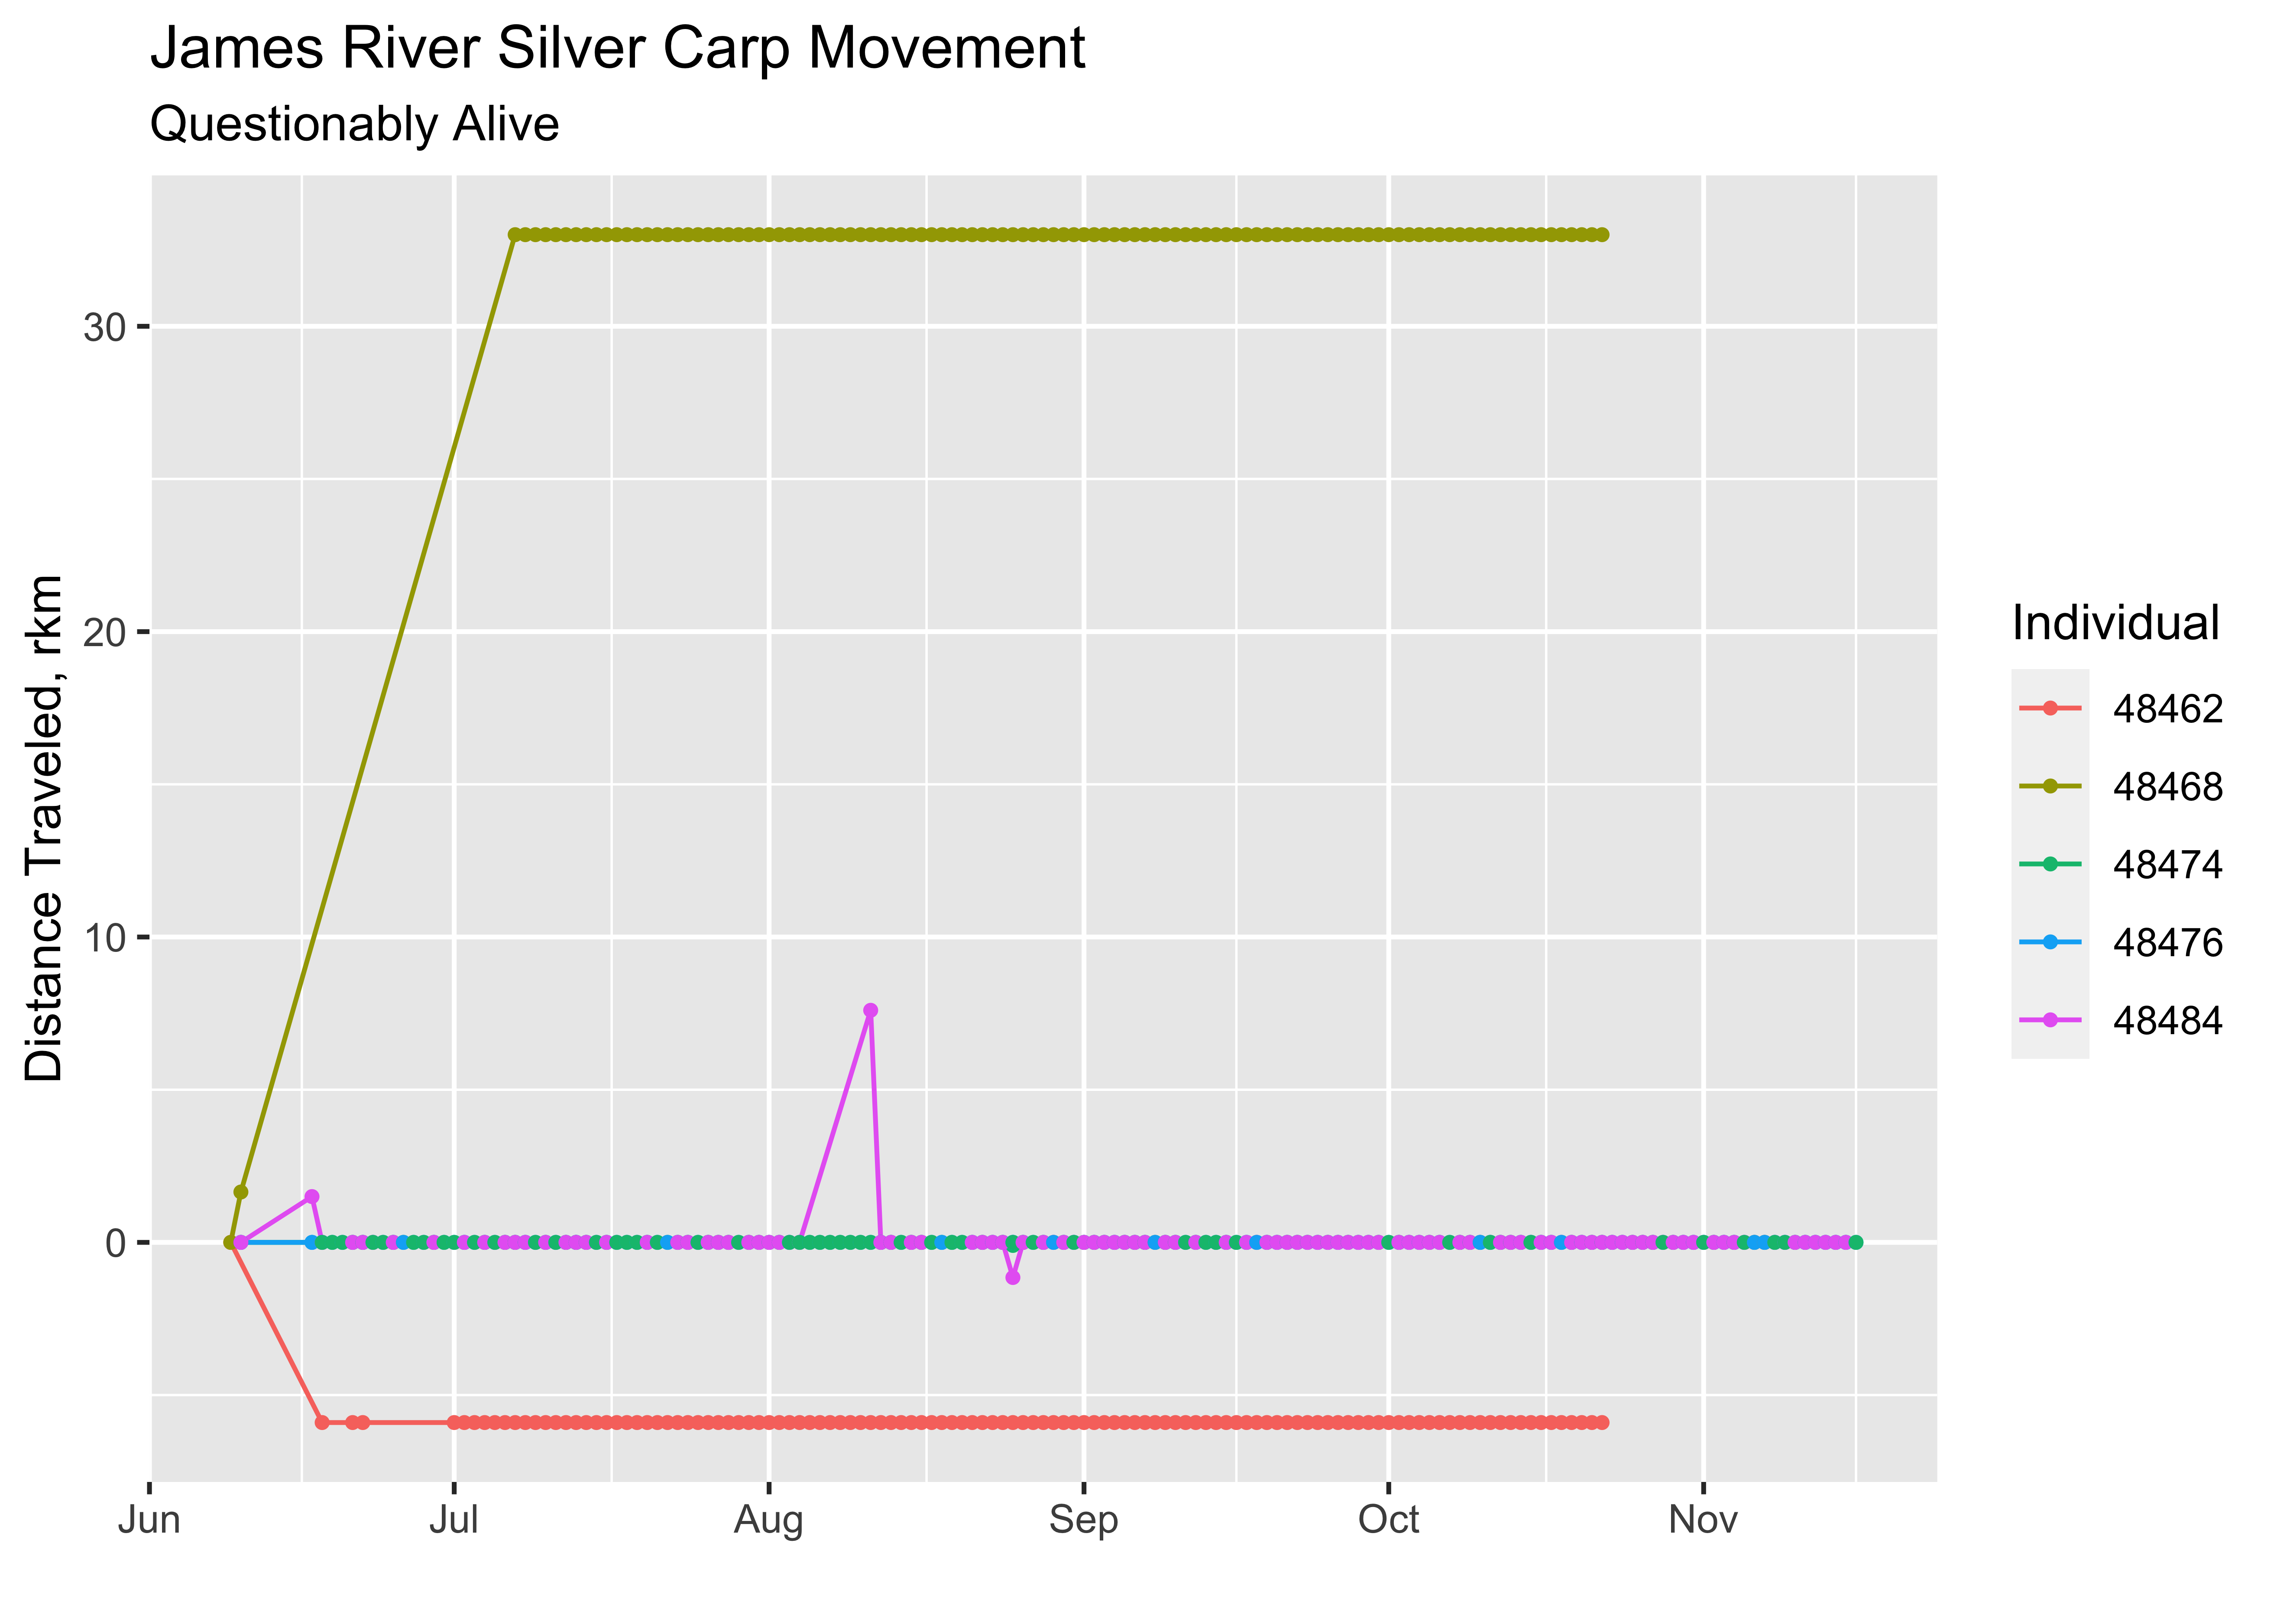 James River Silver Carp Movement
Questionably Alive
Distance Traveled, rkm
30
20
10
0
Jun Jul Aug Sep Oct Nov
Individual
48462
48468
48474
48476
48484